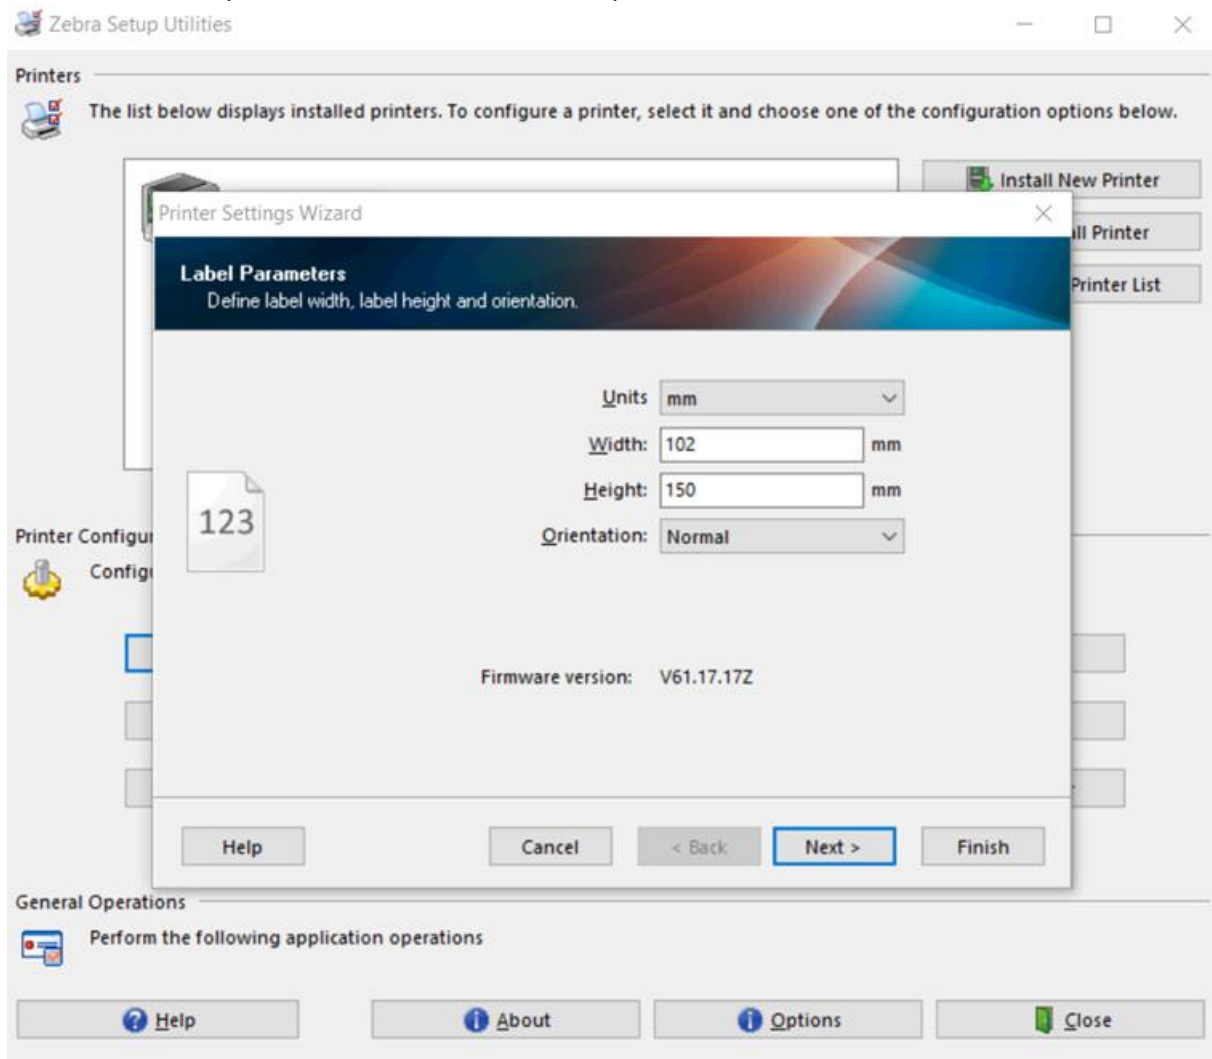 Zebra Setup Utilities
Printers
The list below displays installed printers. To configure a printer, select it and choose one of the configuration options below.
Install New Printer
Printer Settings Wizard
Printer
Label Parameters
Define label width, label height and orientation.
Printer List
Units mm
Width: 102 mm
Height: 150 mm
123
Orientation: Normal
Printer
Firmware version: V61.17.17Z
Help Cancel < Back Next > Finish
General Operations
Perform the following application operations
Help About Options Close